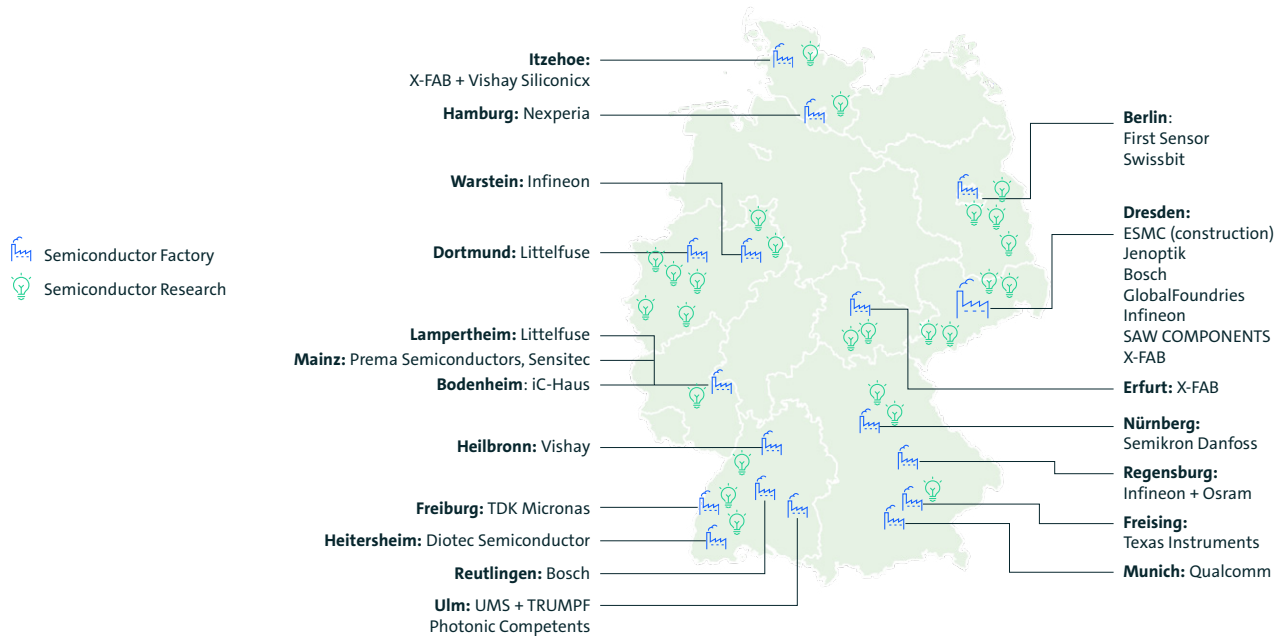 Itzehoe:
X-FAB + Vishay Siliconicx
Hamburg: Nexperia
Warstein: Infineon
Dortmund: Littelfuse
Lampertheim: Littelfuse
Mainz: Prema Semiconductors, Sensitec
Bodenheim: iC-Haus
Heilbronn: Vishay
Freiburg: TDK Micronas
Heitersheim: Diotec Semiconductor
Reutlingen: Bosch
Ulm: UMS + TRUMPF
Photonic Competents
Semiconductor Factory
Semiconductor Research
Berlin:
First Sensor
Swissbit
Dresden:
ESMC (construction)
Jenoptik
Bosch
GlobalFoundries
Infineon
SAW COMPONENTS
X-FAB
Erfurt: X-FAB
Nürnberg:
Semikron Danfoss
Regensburg:
Infineon + Osram
Freising:
Texas Instruments
Munich: Qualcomm